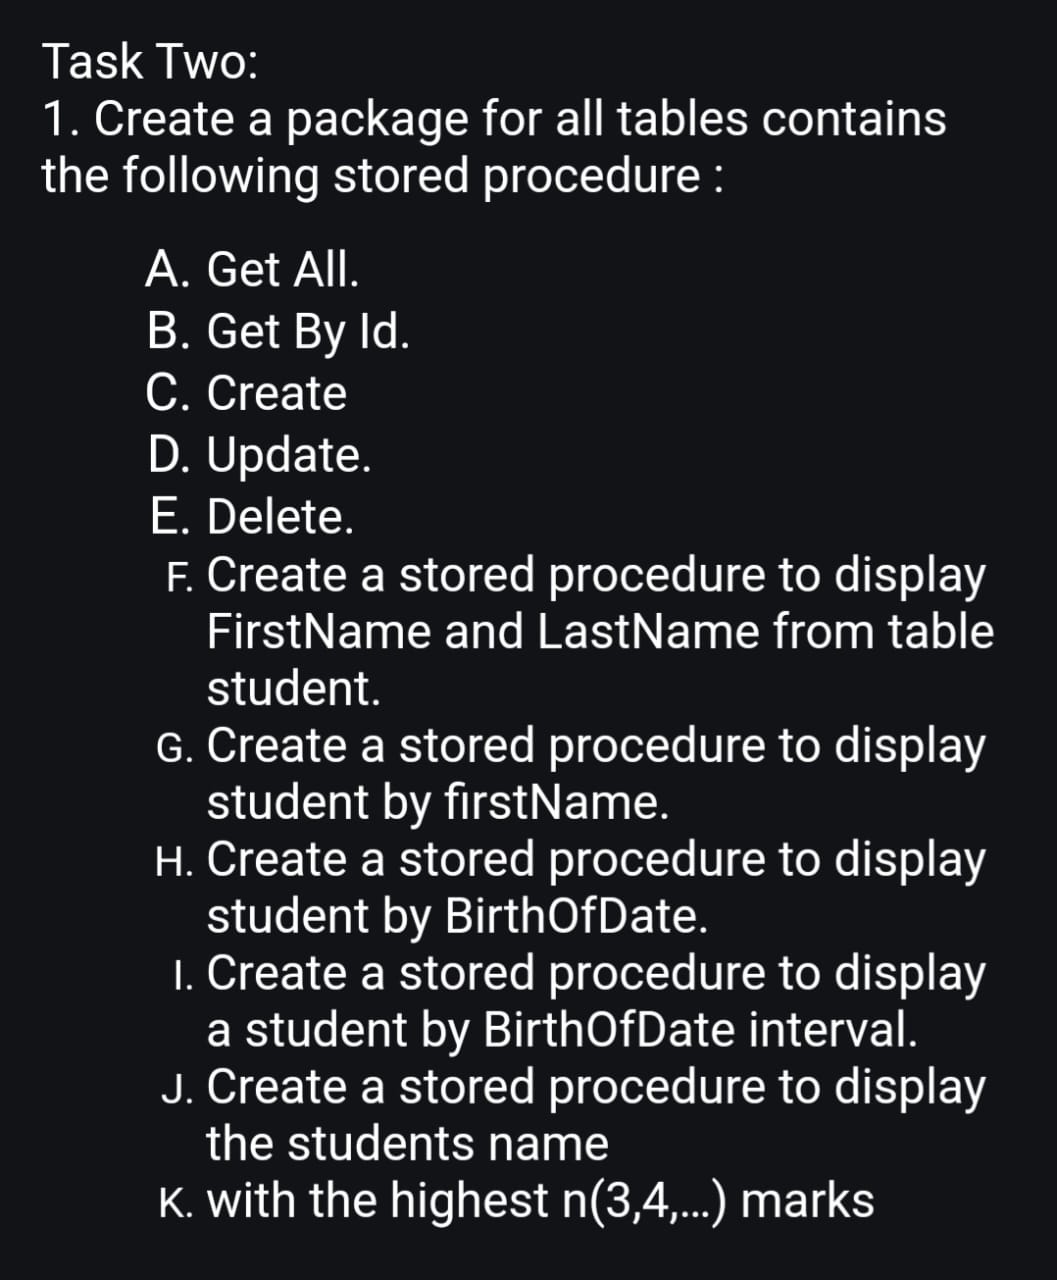 Task Two:
1. Create a package for all tables contains
the following stored procedure :
A. Get All.
B. Get By Id.
C. Create
D. Update.
E. Delete.
F. Create a stored procedure to display
FirstName and LastName from table
student.
G. Create a stored procedure to display
student by firstName.
H. Create a stored procedure to display
student by BirthOfDate.
I. Create a stored procedure to display
a student by BirthOfDate interval.
J. Create a stored procedure to display
the students name
K. with the highest n(3,4,...) marks